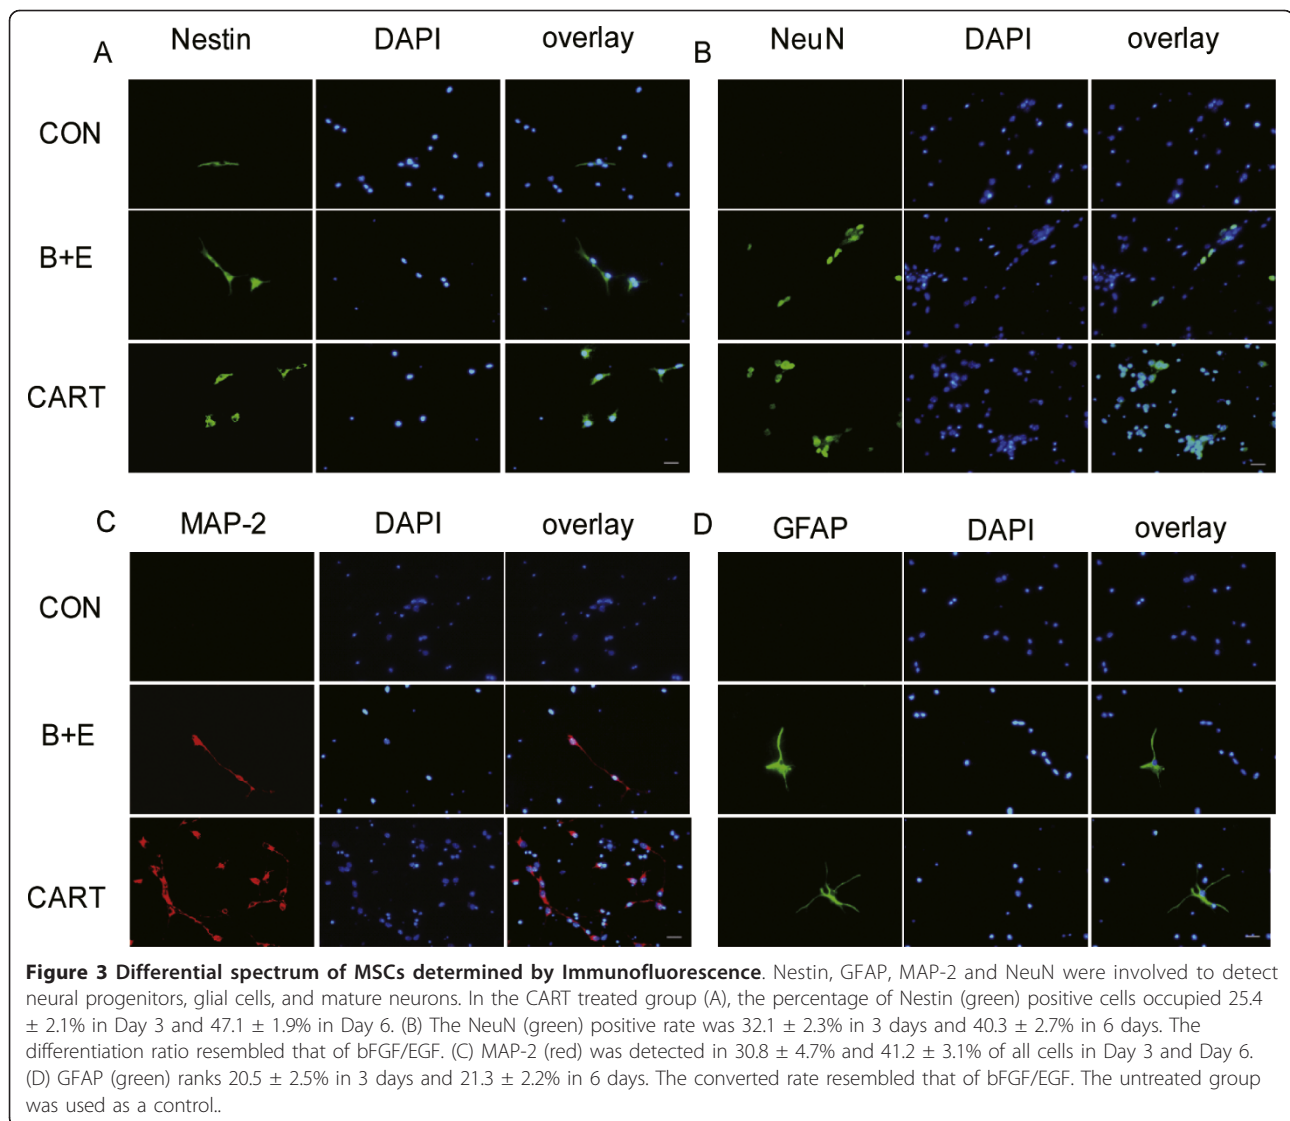 A Nestin DAPI overlay B NeuN DAPI overlay
CON
B+E
CART
C MAP-2 DAPI overlay D GFAP DAPI overlay
CON
B+E
CART
Figure 3 Differential spectrum of MSCs determined by Immunofluorescence. Nestin, GFAP, MAP-2 and NeuN were involved to detect
neural progenitors, glial cells, and mature neurons. In the CART treated group (A), the percentage of Nestin (green) positive cells occupied 25.4
± 2.1% in Day 3 and 47.1 ± 1.9% in Day 6. (B) The NeuN (green) positive rate was 32.1 ± 2.3% in 3 days and 40.3 ± 2.7% in 6 days. The
differentiation ratio resembled that of bFGF/EGF. (C) MAP-2 (red) was detected in 30.8 ± 4.7% and 41.2 ± 3.1% of all cells in Day 3 and Day 6.
(D) GFAP (green) ranks 20.5 ± 2.5% in 3 days and 21.3 ± 2.2% in 6 days. The converted rate resembled that of bFGF/EGF. The untreated group
was used as a control..